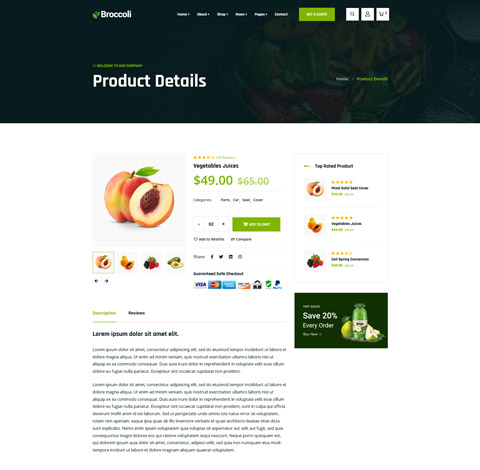 Broccoli
Home
About
Shop
News
Pages
Contact
GET A QUOTE
// WELCOME TO OUR COMPANY
Product Details
Home / Product Details
Vegetables Juices
$49.00 $65.00
Categories: Parts, Car, Seat, Cover
- 02 +
ADD TO CART
Add to Wishlist
Compare
Share:
Guaranteed Safe Checkout
VISA
PayPal
Top Rated Product
Mixel Solid Seat Cover
$49.00 $65.00
Vegetables Juices
$49.00 $65.00
Coil Spring Conversion
$49.00 $65.00
HOT SALES
Save 20%
Every Order
Buy Now >
Description
Reviews
Lorem ipsum dolor sit amet elit.
Lorem ipsum dolor sit amet, consectetur adipisicing elit, sed do eiusmod tempor incididunt ut labore et
dolore magna aliqua. Ut enim ad minim veniam, quis nostrud exercitation ullamco laboris nisi ut
aliquip ex ea commodo consequat. Duis aute irure dolor in reprehenderit in voluptate velit esse cillum
dolore eu fugiat nulla pariatur. Excepteur sint occaecat cupidatat non proident.
Lorem ipsum dolor sit amet, consectetur adipisicing elit, sed do eiusmod tempor incididunt ut labore et
dolore magna aliqua. Ut enim ad minim veniam, quis nostrud exercitation ullamco laboris nisi ut
aliquip ex ea commodo consequat. Duis aute irure dolor in reprehenderit in voluptate velit esse cillum
dolore eu fugiat nulla pariatur. Excepteur sint occaecat cupidatat non proident, sunt in culpa qui officia
deserunt mollit anim id est laborum. Sed ut perspiciatis unde omnis iste natus error sit voluptatem,
totam rem aperiam, eaque ipsa quae ab illo inventore veritatis et quasi architecto beatae vitae dicta
sunt explicabo. Nemo enim ipsam voluptatem quia voluptas sit aspernatur aut odit aut fugit, sed quia
consequuntur magni dolores eos qui ratione voluptatem sequi nesciunt. Neque porro quisquam est,
qui dolorem ipsum quia dolor sit amet, consectetur, adipisci velit, sed quia non numquam eius modi
tempora incidunt ut labore et dolore magnam aliquam quaerat voluptatem.